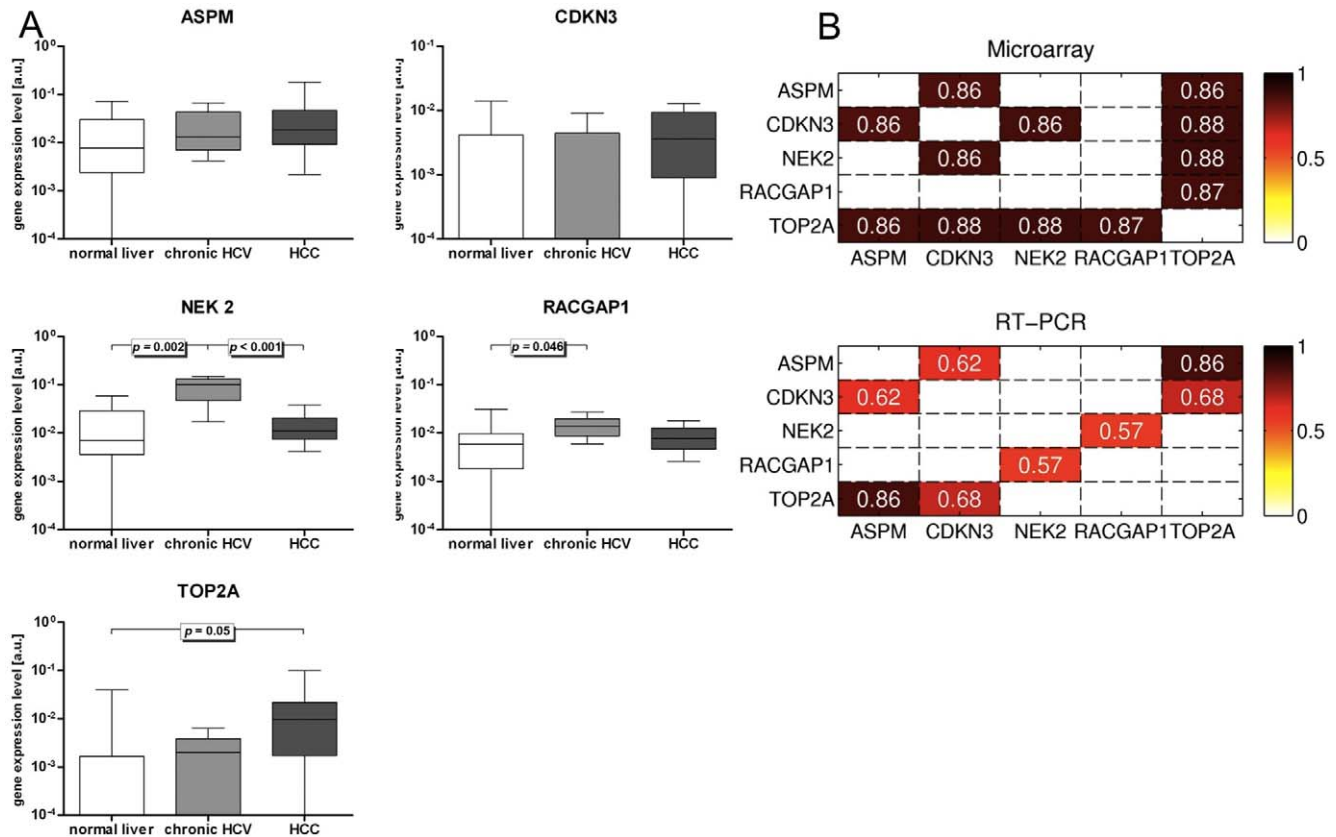 A
ASPM
gene expression level [a.u.]
10⁰
10⁻¹
10⁻²
10⁻³
10⁻⁴
normal liver chronic HCV HCC
CDKN3
10⁻¹
10⁻²
10⁻³
10⁻⁴
normal liver chronic HCV HCC
NEK 2
gene expression level [a.u.]
10⁰
10⁻¹
10⁻²
10⁻³
10⁻⁴
p = 0.002 p < 0.001
normal liver chronic HCV HCC
RACGAP1
10⁰
10⁻¹
10⁻²
10⁻³
10⁻⁴
p = 0.046
normal liver chronic HCV HCC
TOP2A
gene expression level [a.u.]
10⁰
10⁻¹
10⁻²
10⁻³
10⁻⁴
p = 0.05
normal liver chronic HCV HCC
B
Microarray
ASPM 0.86 0.86
CDKN3 0.86 0.86 0.88
NEK2 0.86 0.88
RACGAP1 0.87
TOP2A 0.86 0.88 0.88 0.87
ASPM CDKN3 NEK2 RACGAP1 TOP2A
1
0.5
0
RT-PCR
ASPM 0.62 0.86
CDKN3 0.62 0.68
NEK2 0.57
RACGAP1 0.57
TOP2A 0.86 0.68
ASPM CDKN3 NEK2 RACGAP1 TOP2A
1
0.5
0